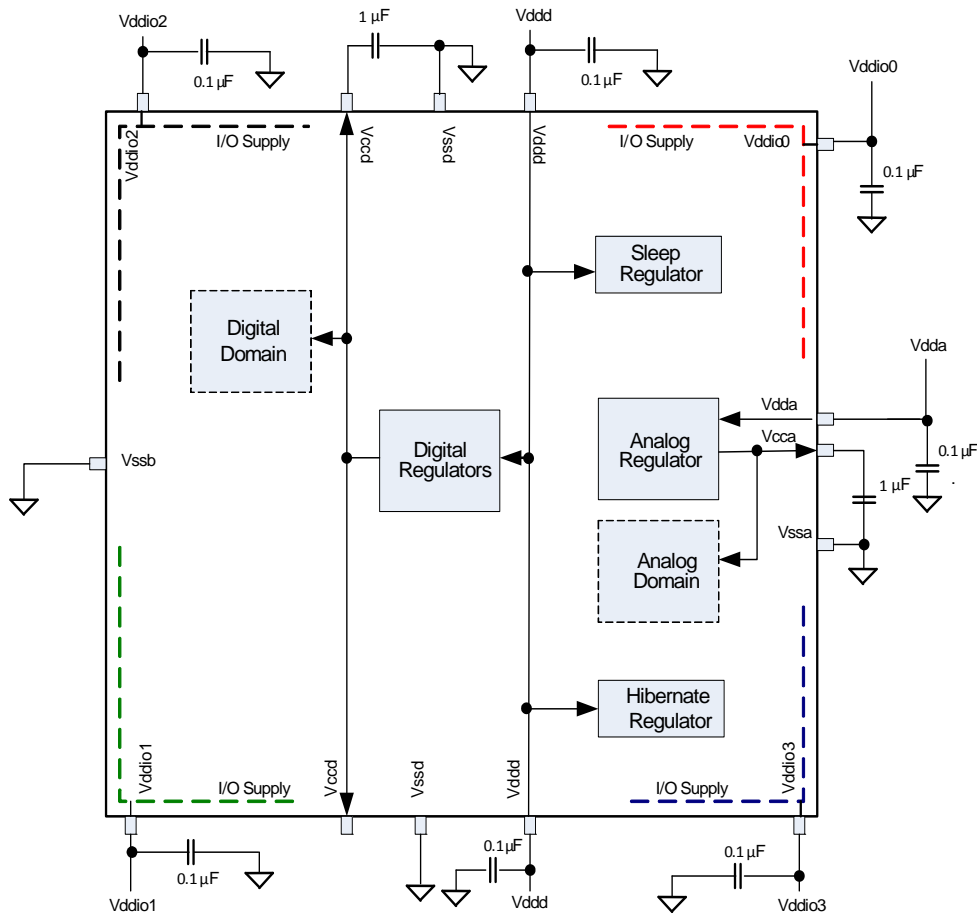 Vddio2
1 µF
Vddd
0.1 µF
0.1 µF
Vddio0
0.1 µF
Vddio2
I/O Supply
Vccd
Vssd
Vddd
I/O Supply
Vddio0
Sleep
Regulator
Digital
Domain
Vdda
Vdda
Digital
Regulators
Analog
Regulator
Vcca
0.1 µF
.
Vssb
1 µF
Vssa
Analog
Domain
Hibernate
Regulator
Vddio1
I/O Supply
Vccd
Vssd
Vddd
I/O Supply
Vddio3
0.1 µF
0.1 µF
0.1 µF
Vddio1
Vddd
Vddio3